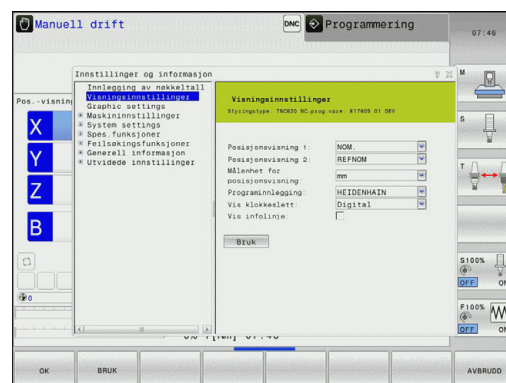 Manuell drift
DNC
Programmering
07:46
Innstillinger og informasjon
Innlegging av nøkkeltall
Visningsinnstillinger
Graphic settings
Maskininnstillinger
System settings
Spes.funksjoner
Feilsøkingsfunksjoner
Generell informasjon
Utvidede innstillinger
Pos.-visning
X
Y
Z
B
0
Visningsinnstillinger
Styringstype: TNC620 NC.prog
vare: 817605 01 DEV
Posisjonsvisning 1: NOM.
Posisjonsvisning 2: REFNOM
Målenhet for
posisjonsvisning: mm
Programinnlegging: HEIDENHAIN
Vis klokkeslett: Digital
Vis infolinje:
Bruk
M
S
T
S100%
OFF
F100%
OFF
OK
BRUK
AVBRUDD